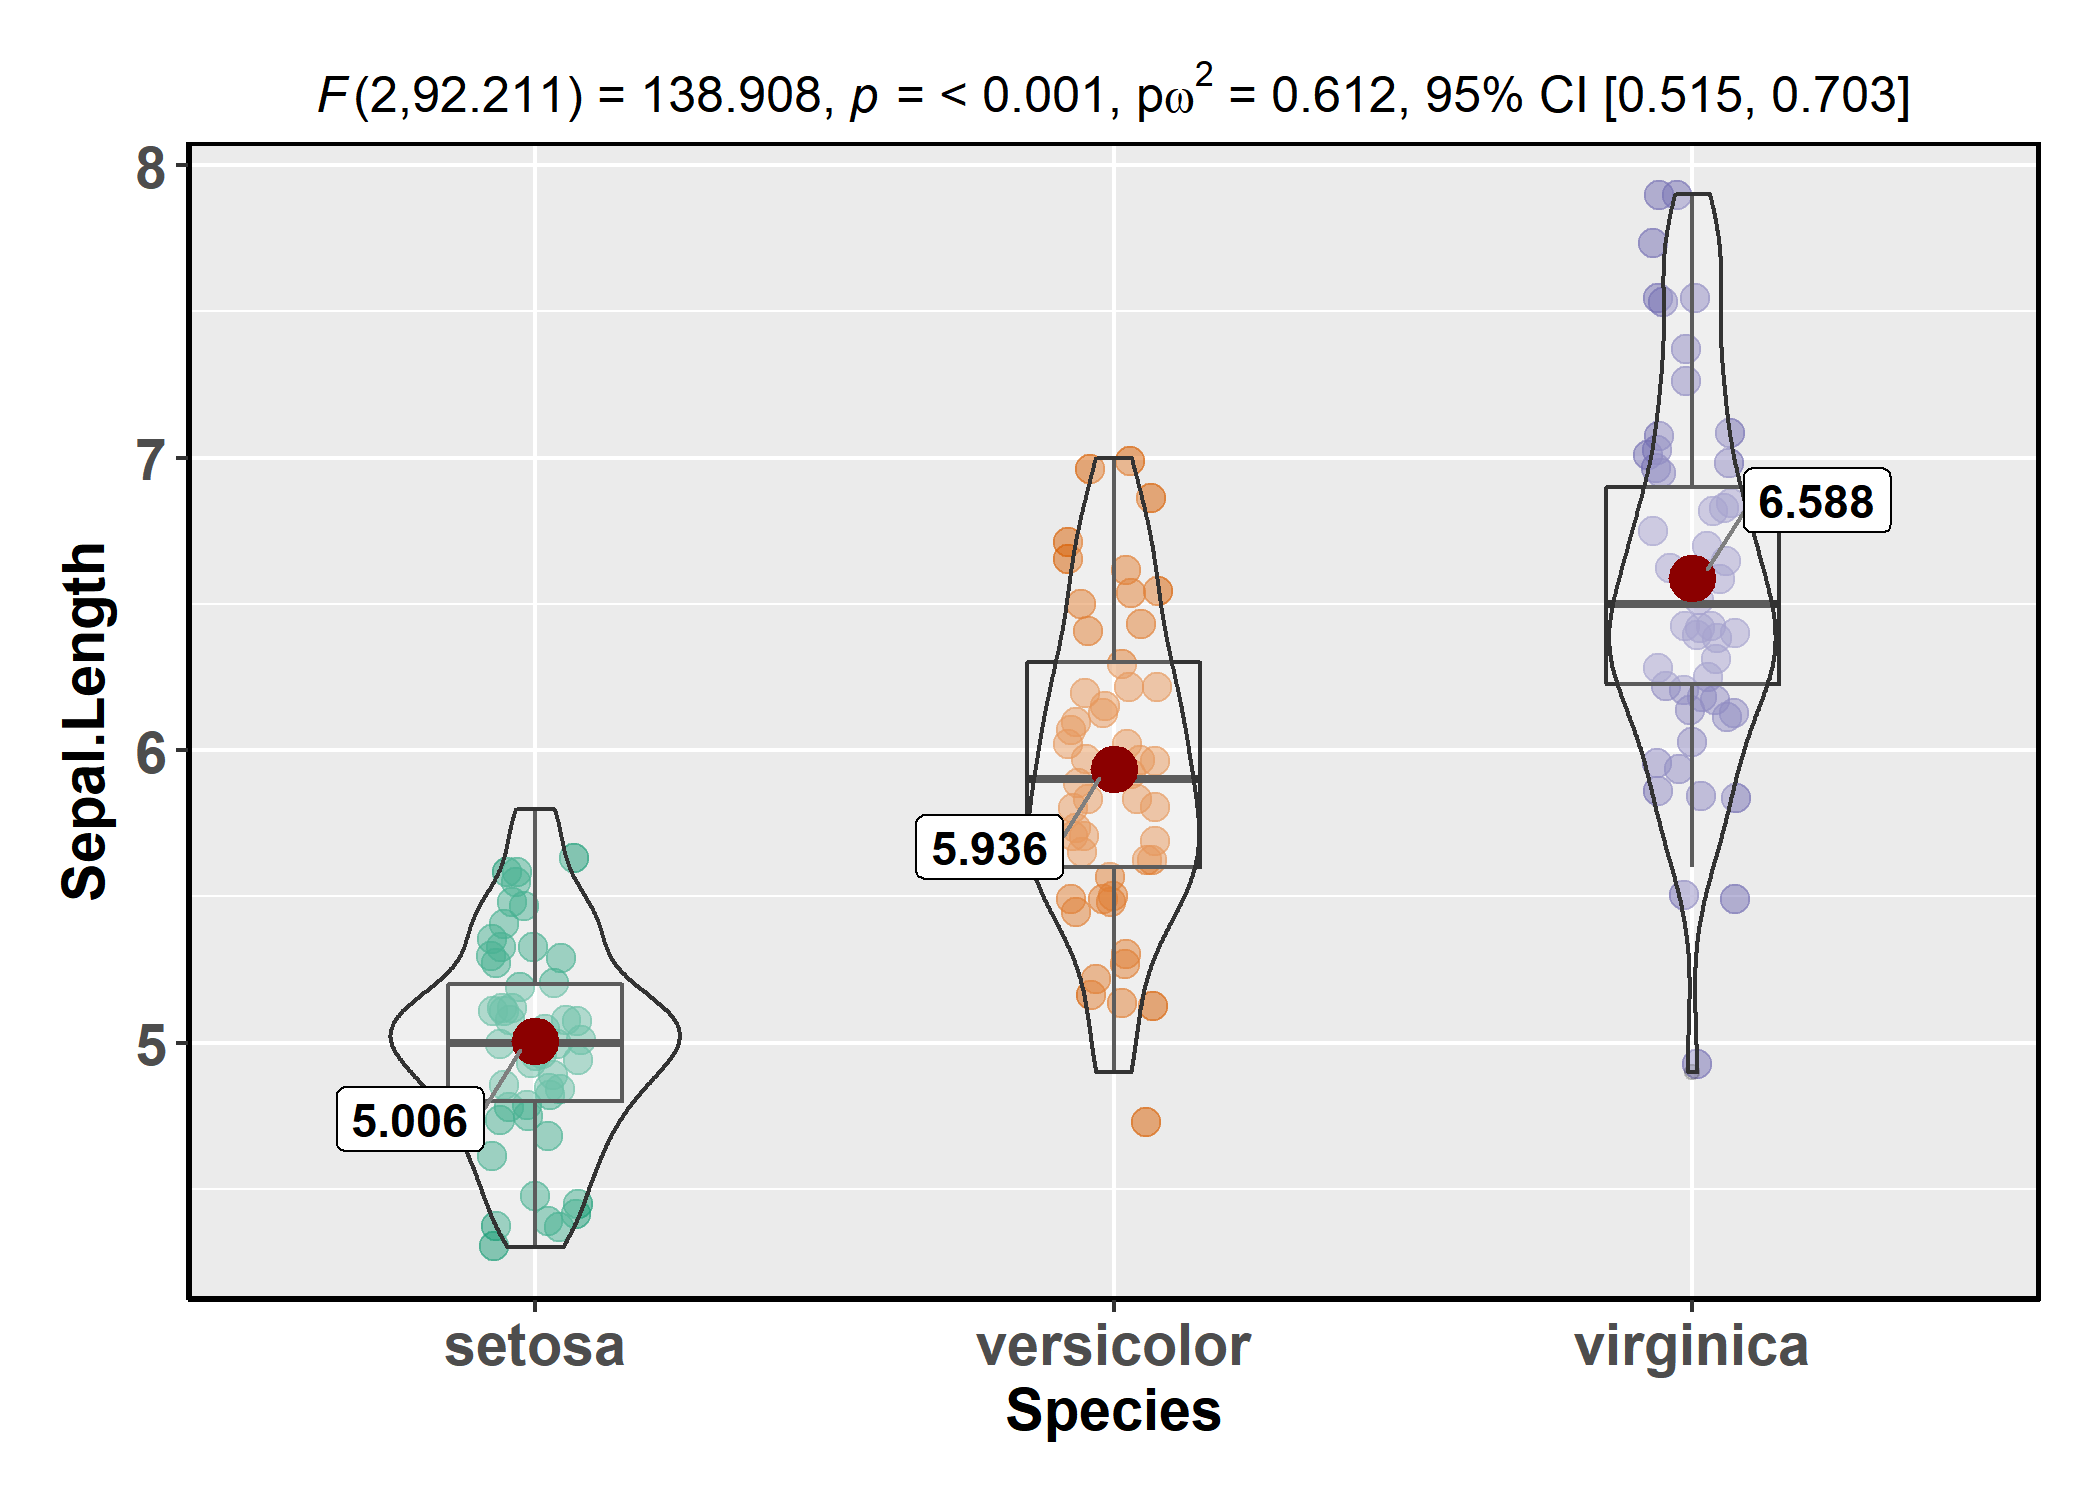 F(2,92.211) = 138.908, p = < 0.001, pω² = 0.612, 95% CI [0.515, 0.703]
8
7
6
5
Sepal.Length
6.588
5.936
5.006
setosa versicolor virginica
Species